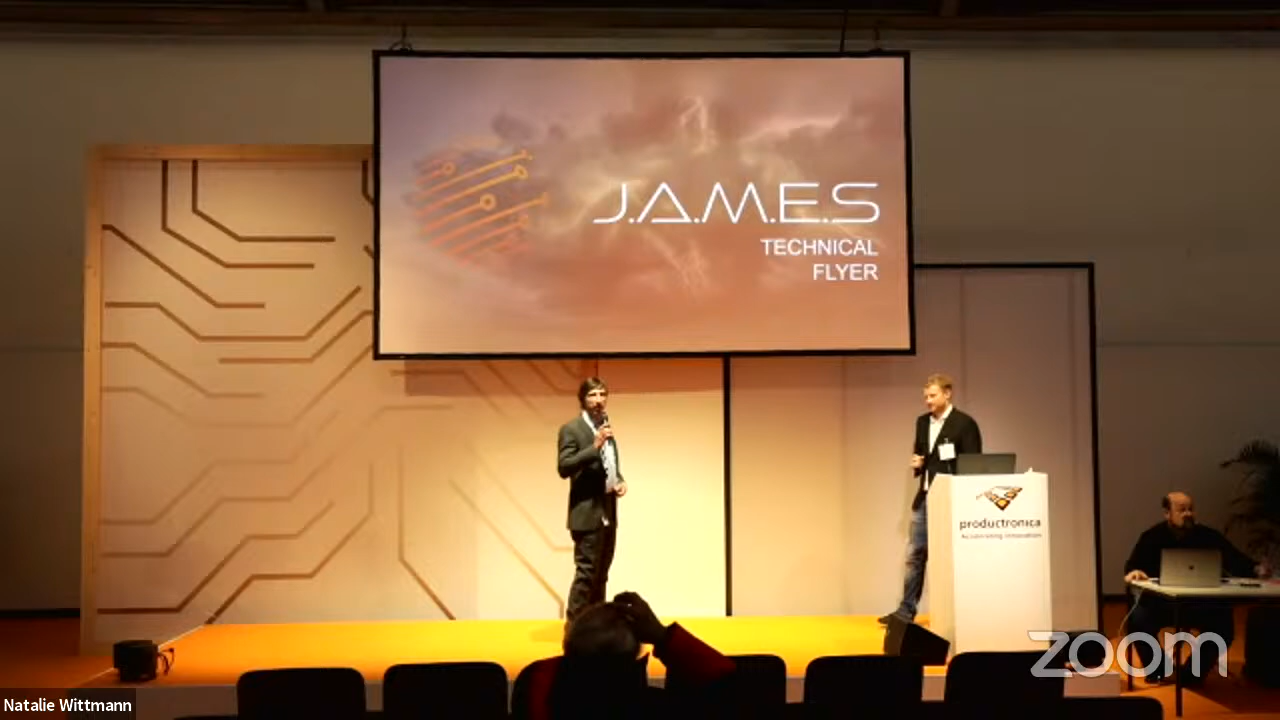 J.A.M.E.S
TECHNICAL
FLYER
productronica
Accelerating Innovation
zoom
Natalie Wittmann